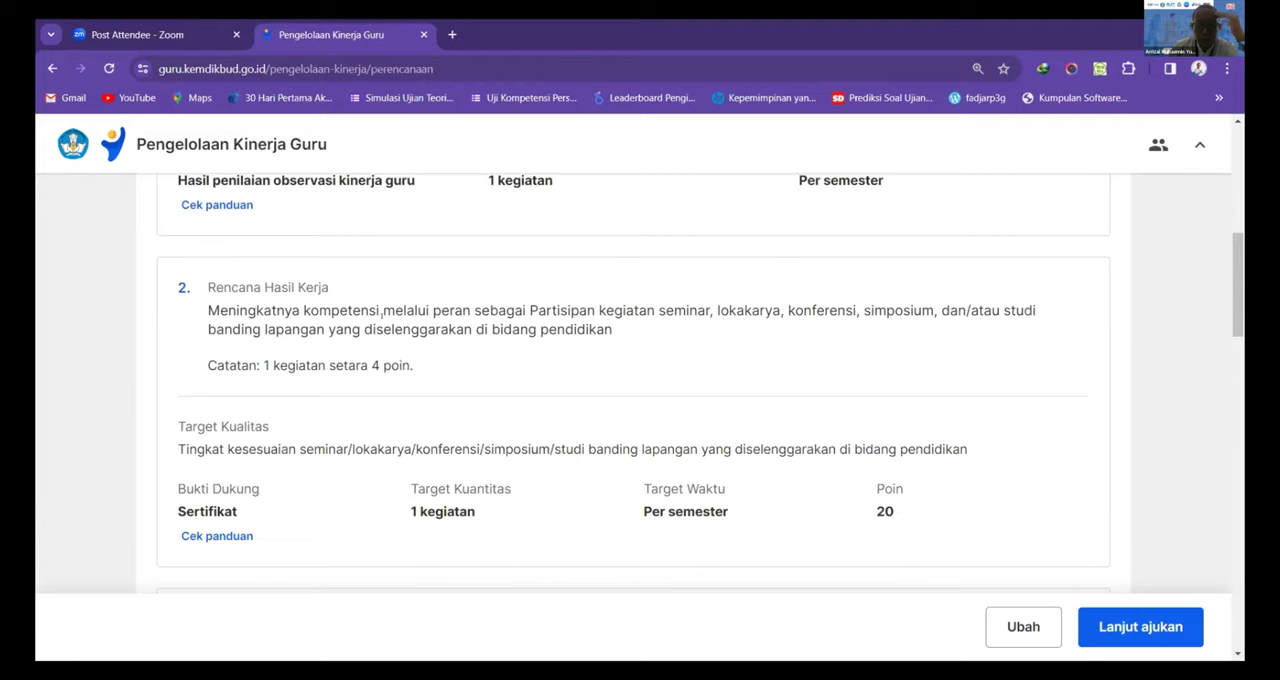 Post Attendee - Zoom
Pengelolaan Kinerja Guru
guru.kemdikbud.go.id/pengelolaan-kinerja/perencanaan
Gmail
YouTube
Maps
30 Hari Pertama Ak...
Simulasi Ujian Teori...
Uji Kompetensi Pers...
Leaderboard Pengi...
Kepemimpinan yan...
SD Prediksi Soal Ujian...
fadjarp3g
Kumpulan Software...
Pengelolaan Kinerja Guru
Hasil penilaian observasi kinerja guru
1 kegiatan
Per semester
Cek panduan
2. Rencana Hasil Kerja
Meningkatnya kompetensi melalui peran sebagai Partisipan kegiatan seminar, lokakarya, konferensi, simposium, dan/atau studi
banding lapangan yang diselenggarakan di bidang pendidikan
Catatan: 1 kegiatan setara 4 poin.
Target Kualitas
Tingkat kesesuaian seminar/lokakarya/konferensi/simposium/studi banding lapangan yang diselenggarakan di bidang pendidikan
Bukti Dukung
Target Kuantitas
Target Waktu
Poin
Sertifikat
1 kegiatan
Per semester
20
Cek panduan
Ubah
Lanjut ajukan